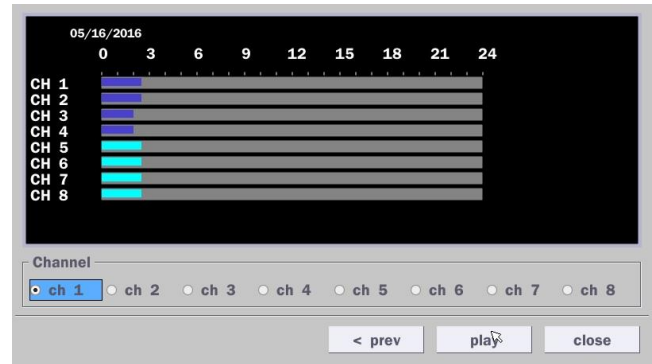 05/16/2016
0 3 6 9 12 15 18 21 24
CH 1
CH 2
CH 3
CH 4
CH 5
CH 6
CH 7
CH 8
Channel
ch 1 ch 2 ch 3 ch 4 ch 5 ch 6 ch 7 ch 8
< prev play close